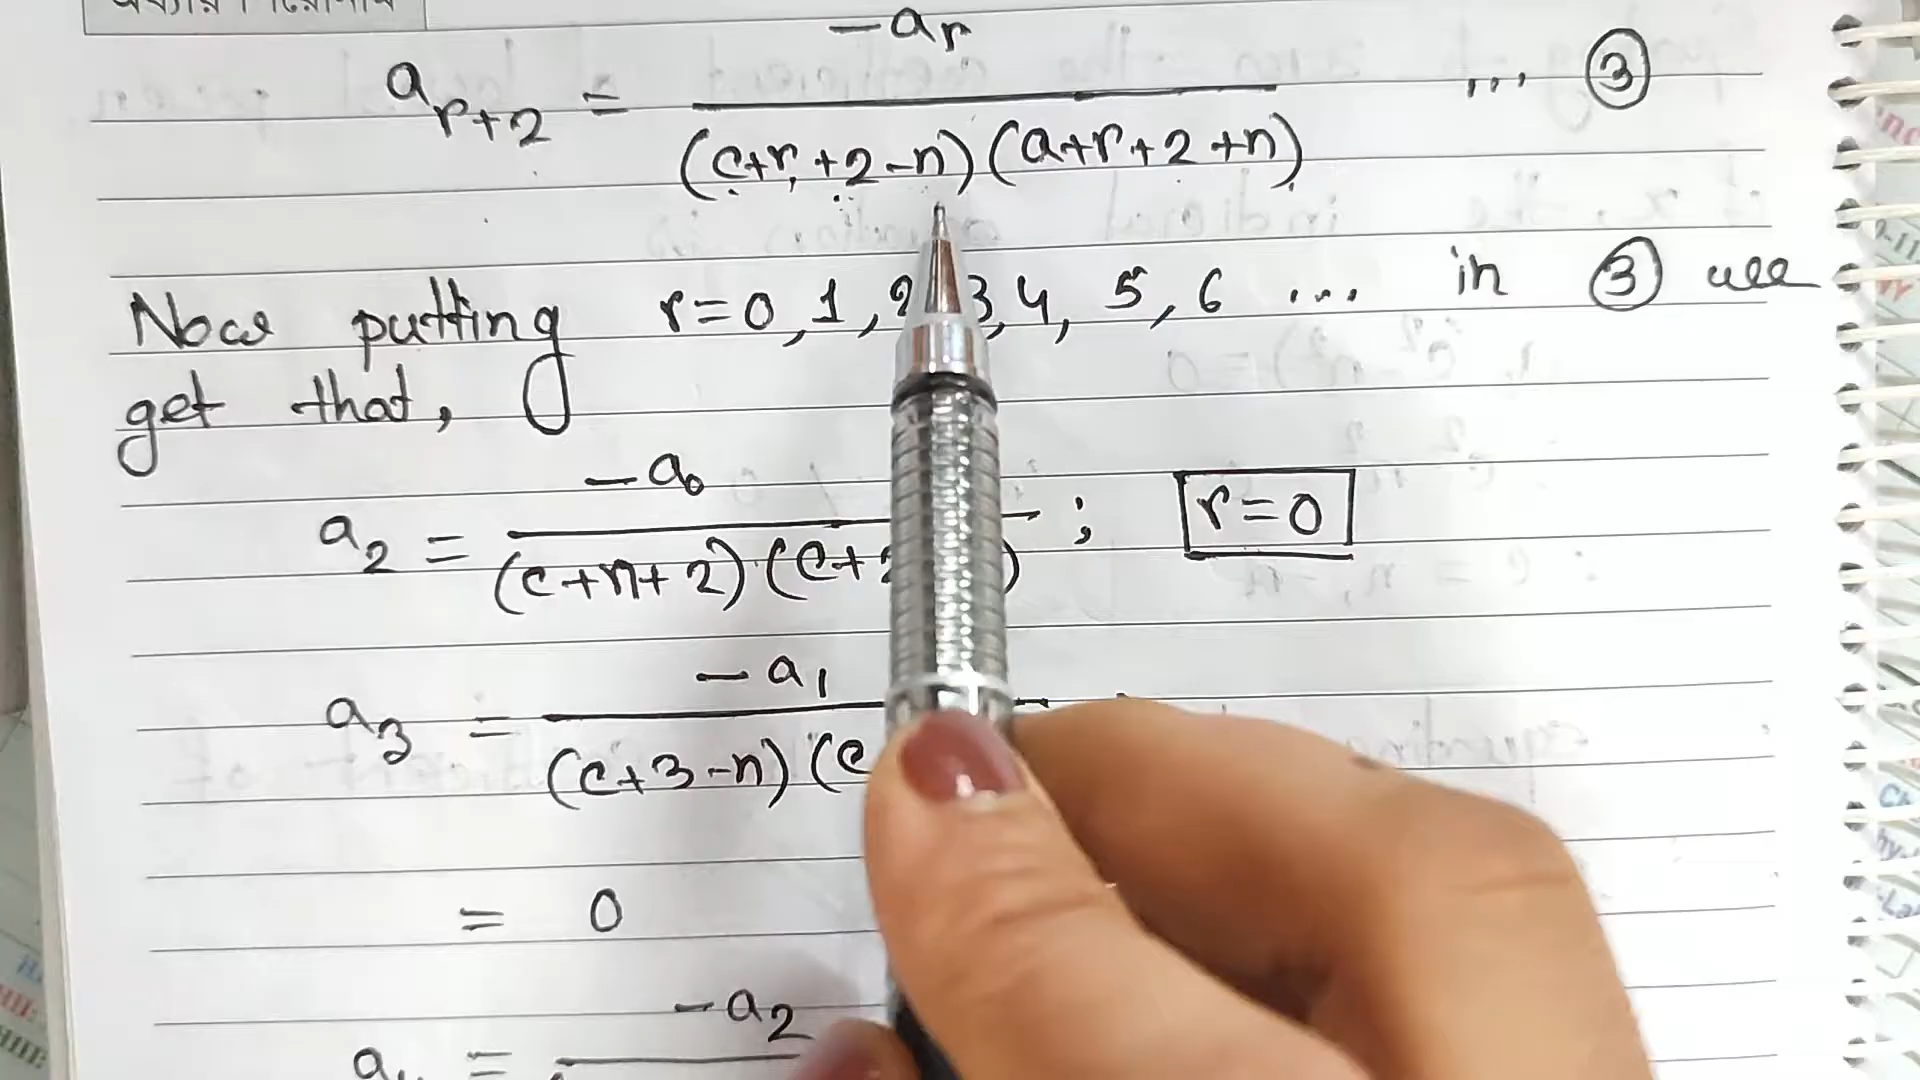 a_{r+2} = -a_r / (c+r+2-n)(a+r+2+n) ... ③
Now putting r=0, 1, 2, 3, 4, 5, 6 ... in ③ we
get that,
a_2 = -a_0 / (c+n+2)(c+2 ) ; r=0
a_3 = -a_1 / (c+3-n)(c
= 0
= -a_2